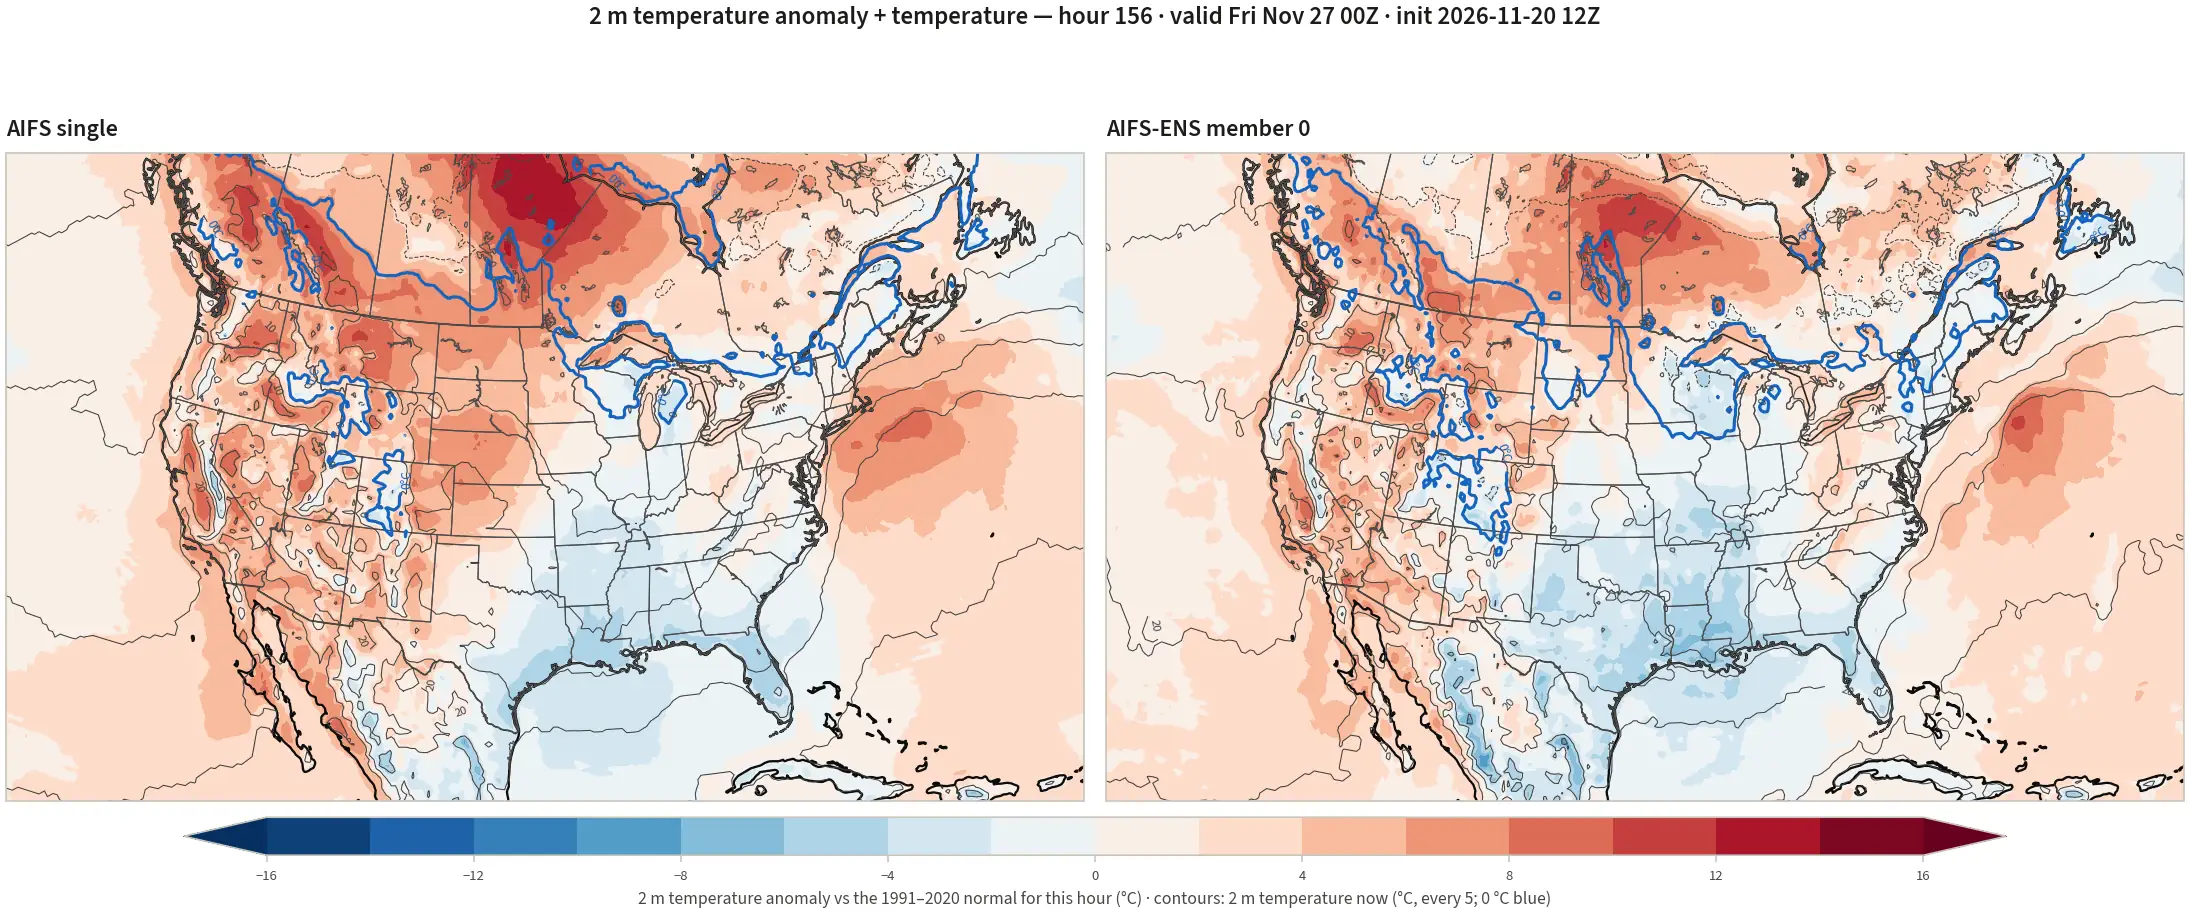 2 m temperature anomaly + temperature — hour 156 · valid Fri Nov 27 00Z · init 2026-11-20 12Z
AIFS single
AIFS-ENS member 0
−16 −12 −8 −4 0 4 8 12 16
2 m temperature anomaly vs the 1991–2020 normal for this hour (°C) · contours: 2 m temperature now (°C, every 5; 0 °C blue)